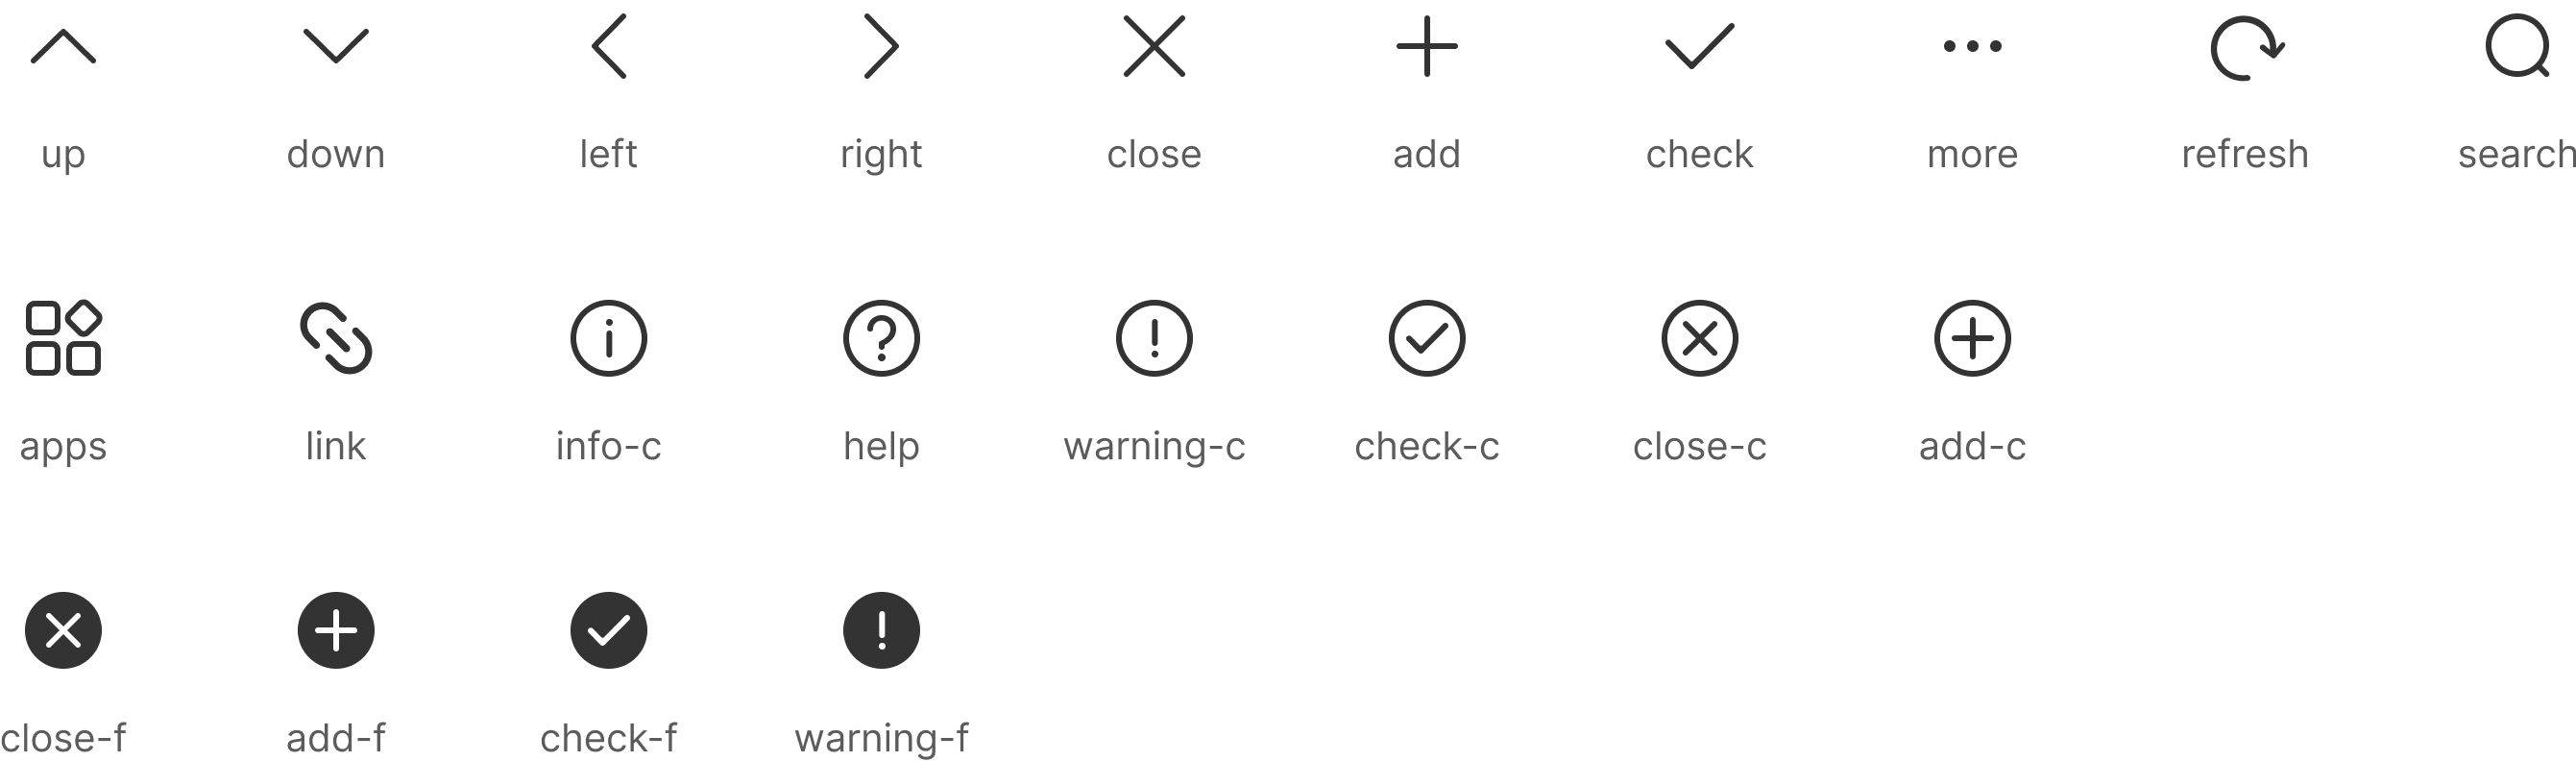 up down left right close add check more refresh search
apps link info-c help warning-c check-c close-c add-c
close-f add-f check-f warning-f